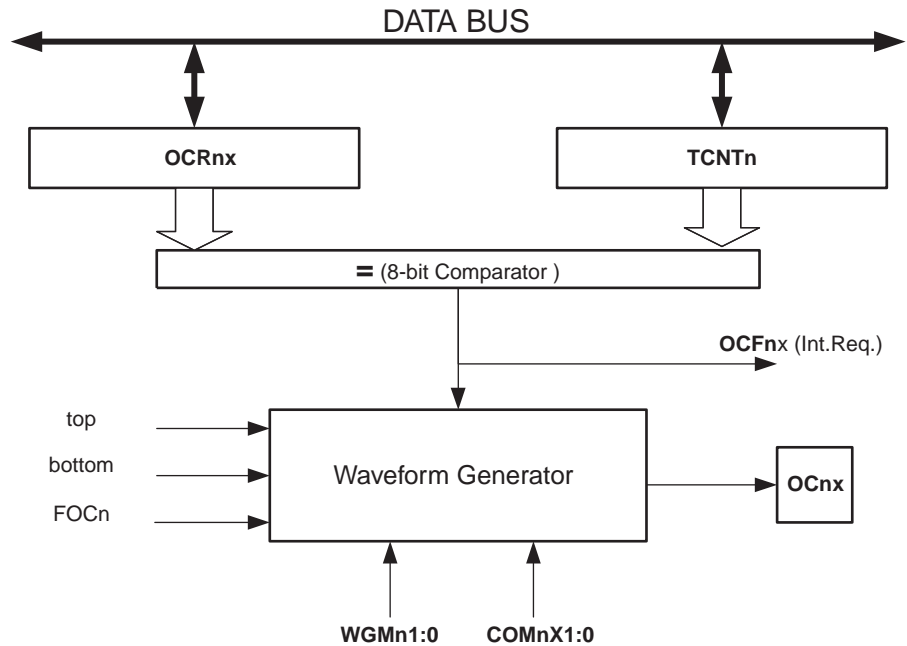 DATA BUS
OCRnx
TCNTn
= (8-bit Comparator )
OCFnx (Int.Req.)
top
bottom
FOCn
Waveform Generator
OCnx
WGMn1:0
COMnX1:0